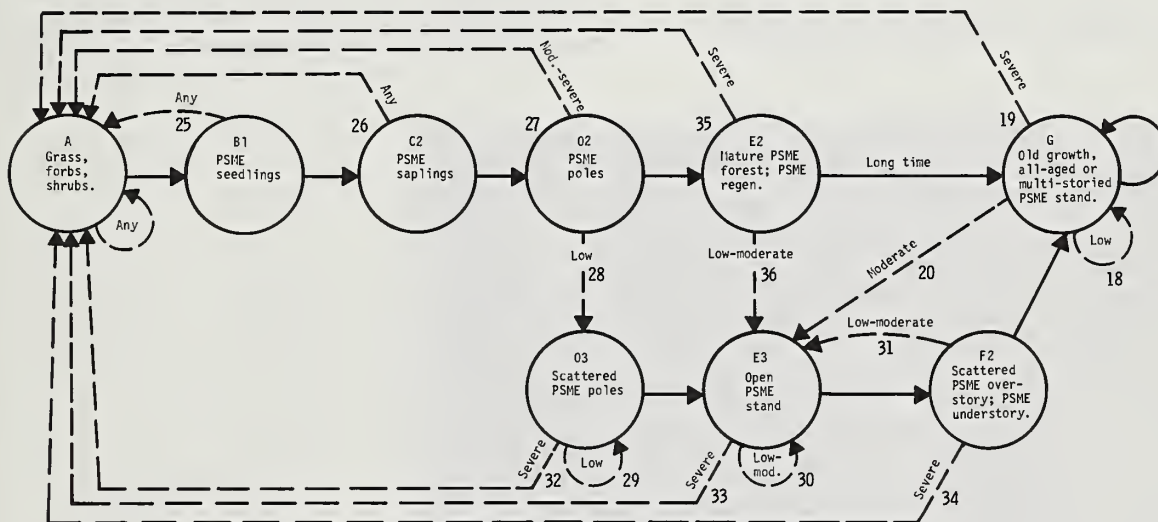 Severe
Mod.-severe
Any
Any
Severe
25
26
27
35
19
A
Grass,
forbs,
shrubs.
B1
PSME
seedlings
C2
PSME
saplings
O2
PSME
poles
E2
Mature PSME
forest; PSME
regen.
Long time
G
Old growth,
all-aged or
multi-storied
PSME stand.
Any
Low
28
Low-moderate
36
Moderate
20
Low
18
Low-moderate
31
O3
Scattered
PSME poles
E3
Open
PSME
stand
F2
Scattered
PSME over-
story; PSME
understory.
Severe
32
Low
29
Severe
33
Low-
mod.
30
Severe
34